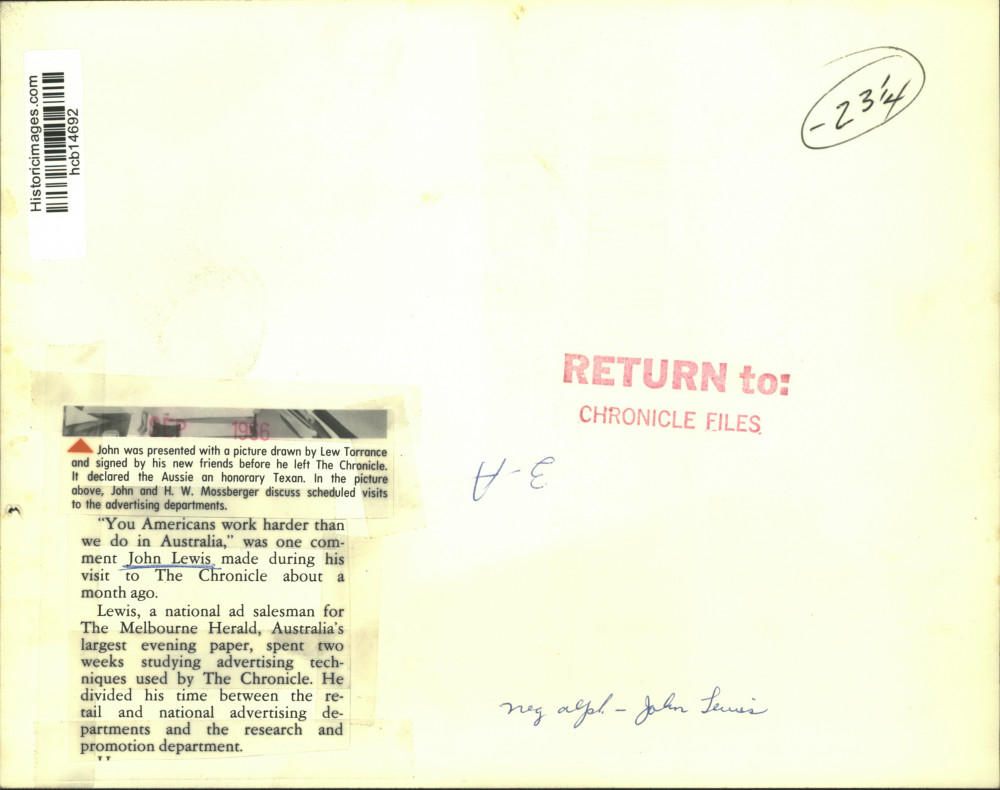 Historicimages.com
hcb14692
-23 1/4
RETURN to:
CHRONICLE FILES
SEP 1966
John was presented with a picture drawn by Lew Torrance
and signed by his new friends before he left The Chronicle.
It declared the Aussie an honorary Texan. In the picture
above, John and H. W. Mossberger discuss scheduled visits
to the advertising departments.
"You Americans work harder than
we do in Australia," was one com-
ment John Lewis made during his
visit to The Chronicle about a
month ago.
Lewis, a national ad salesman for
The Melbourne Herald, Australia's
largest evening paper, spent two
weeks studying advertising tech-
niques used by The Chronicle. He
divided his time between the re-
tail and national advertising de-
partments and the research and
promotion department.
A-3
neg alph - John Lewis